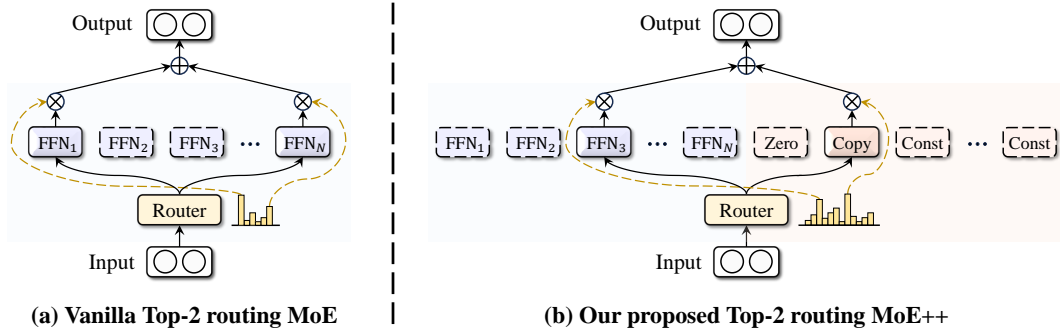 Output
FFN1 FFN2 FFN3 ... FFNN
Router
Input
(a) Vanilla Top-2 routing MoE
Output
FFN1 FFN2 FFN3 ... FFNN Zero Copy Const ... Const
Router
Input
(b) Our proposed Top-2 routing MoE++